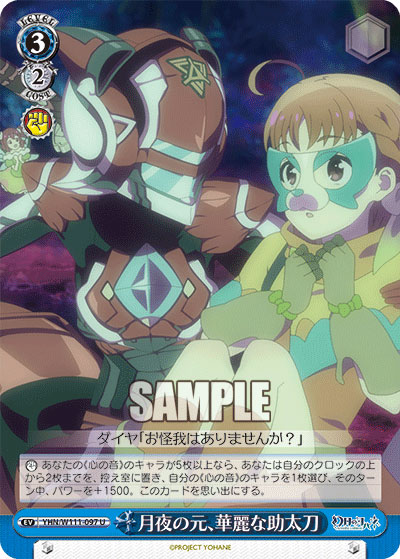 LEVEL
3
2
COST
SAMPLE
ダイヤ「お怪我はありませんか？」
あなたの《心の音》のキャラが5枚以上なら、あなたは自分のクロックの上
から2枚までを、控え室に置き、自分の《心の音》のキャラを1枚選び、そのター
ン中、パワーを＋1500。このカードを思い出にする。
EV YHN/W111-097 U
月夜の元、華麗な助太刀
©PROJECT YOHANE